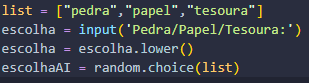 list = ["pedra","papel","tesoura"]
escolha = input('Pedra/Papel/Tesoura:')
escolha = escolha.lower()
escolhaAI = random.choice(list)